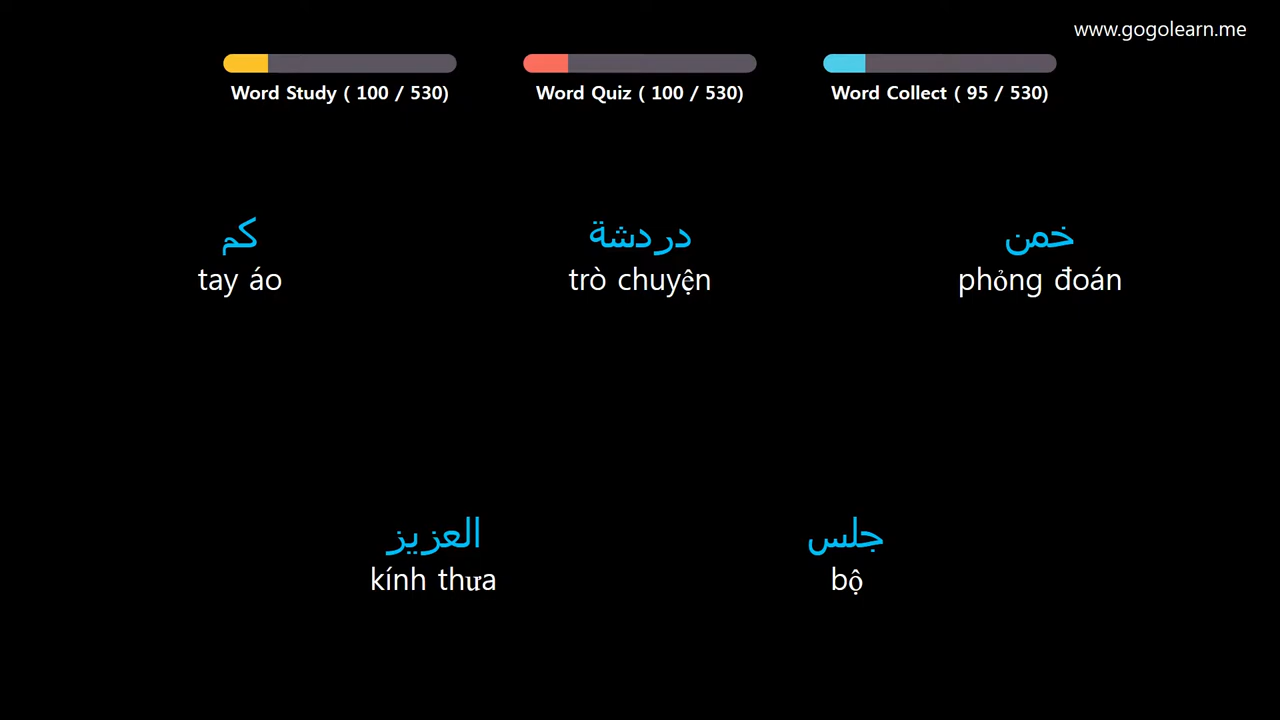 www.gogolearn.me
Word Study ( 100 / 530)
Word Quiz ( 100 / 530)
Word Collect ( 95 / 530)
كم
tay áo
دردشة
trò chuyện
خمن
phỏng đoán
العزيز
kính thưa
جلس
bộ